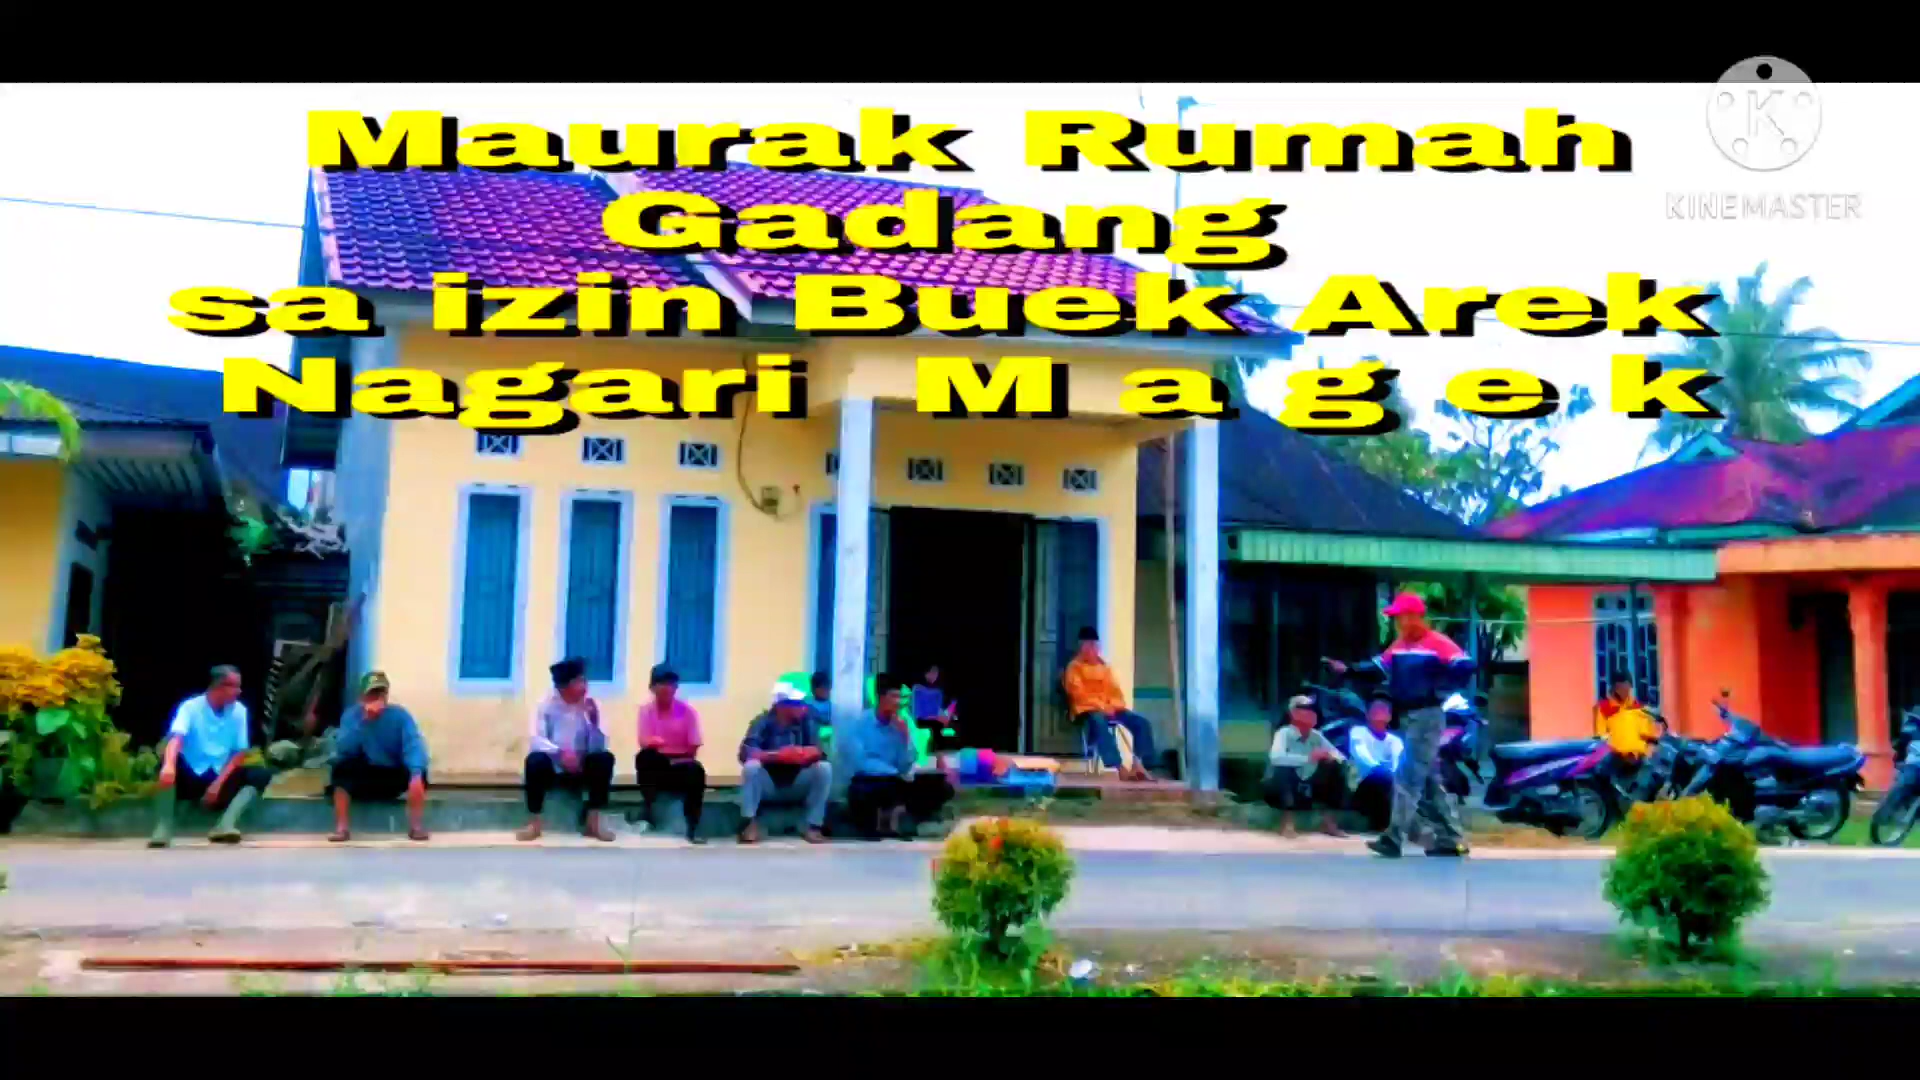 Maurak Rumah
Gadang
sa izin Buek Arek
Nagari M a g e k
K
KINEMASTER